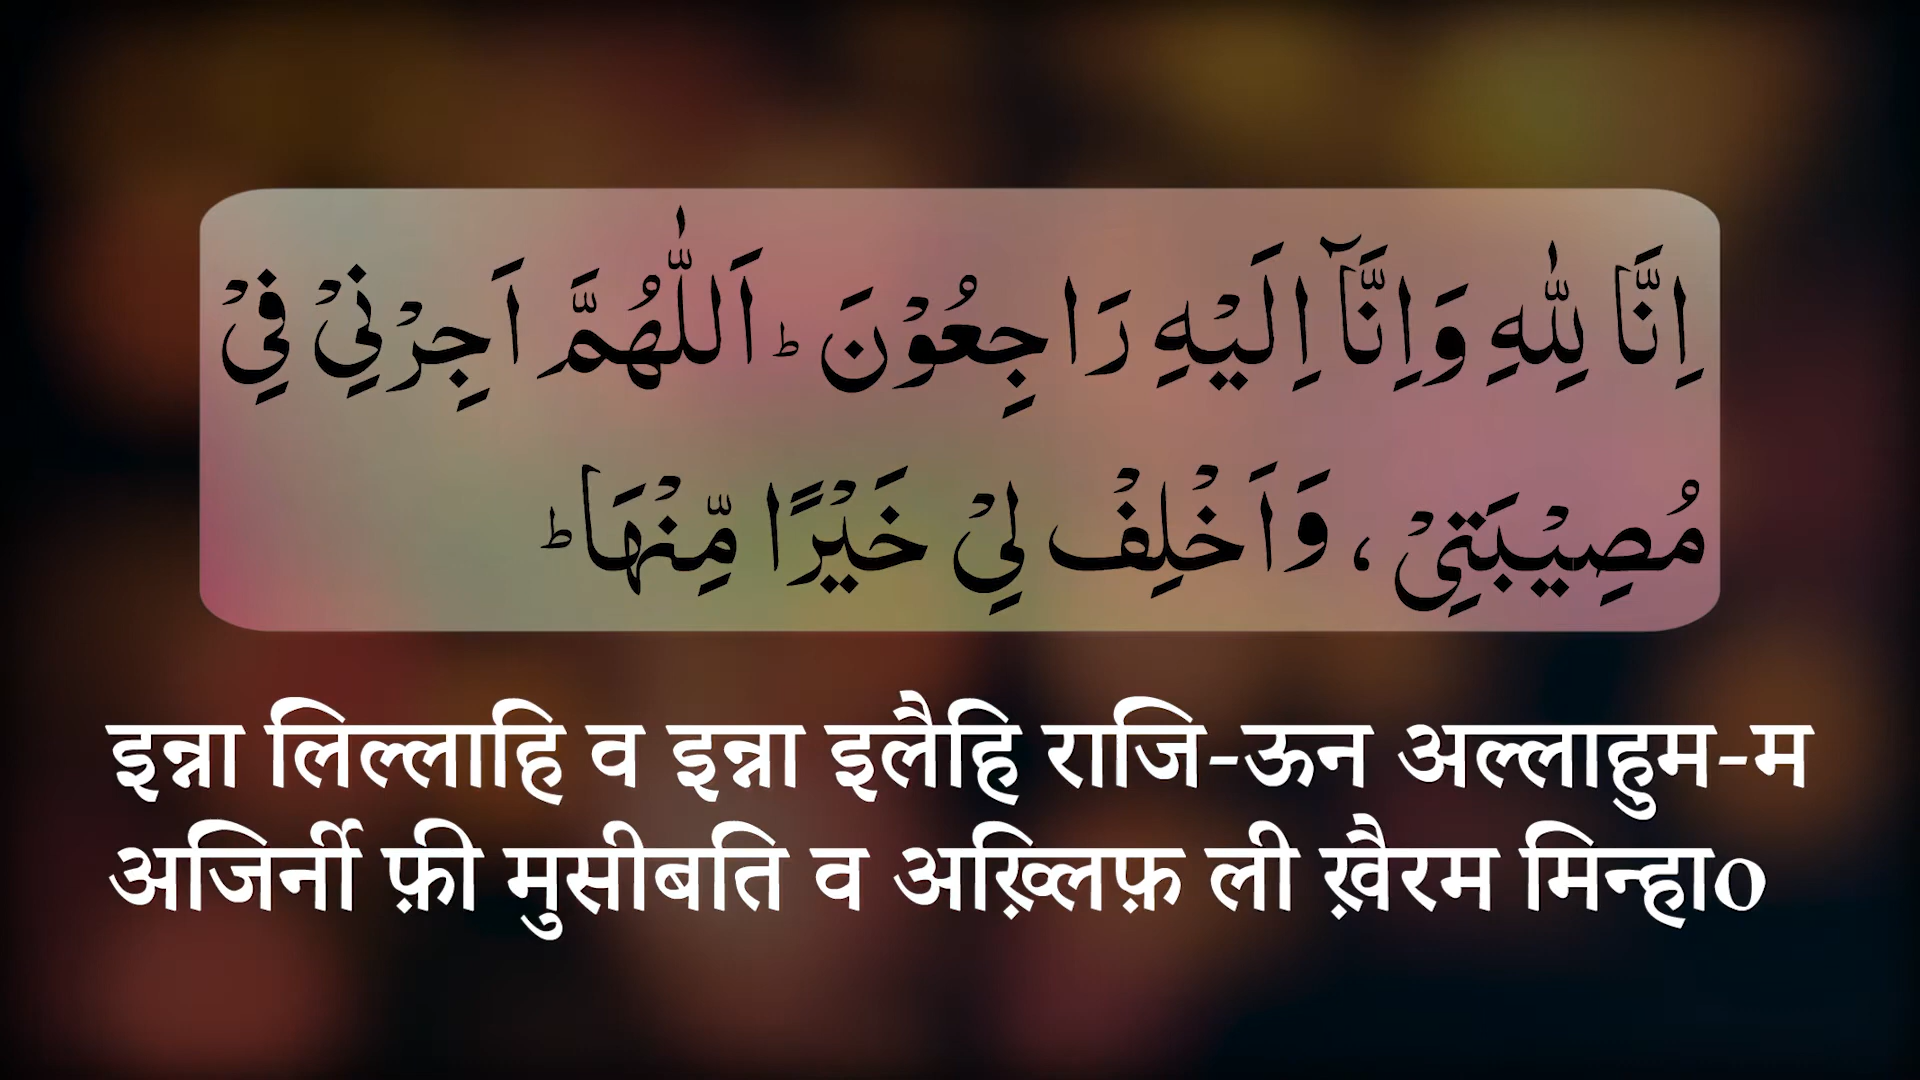 اِنَّا لِلّٰهِ وَاِنَّآ اِلَيْهِ رَاجِعُوْنَ ؕ اَللّٰهُمَّ اَجِرْنِيْ فِيْ
مُصِيْبَتِيْ ، وَاَخْلِفْ لِيْ خَيْرًا مِّنْهَا ؕ
इन्ना लिल्लाहि व इन्ना इलैहि राजि-ऊन अल्लाहुम-म
अजिर्नी फ़ी मुसीबति व अख़्लिफ़ ली ख़ैरम मिन्हा०